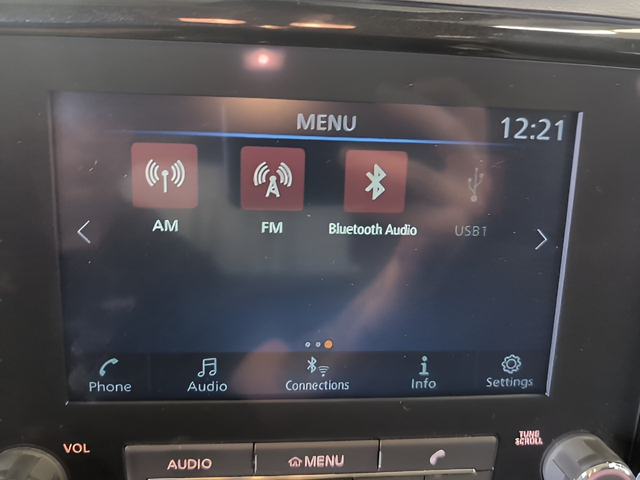 MENU
12:21
AM
FM
Bluetooth Audio
USB1
Phone
Audio
Connections
Info
Settings
VOL
AUDIO
MENU
TUNE
SCROLL